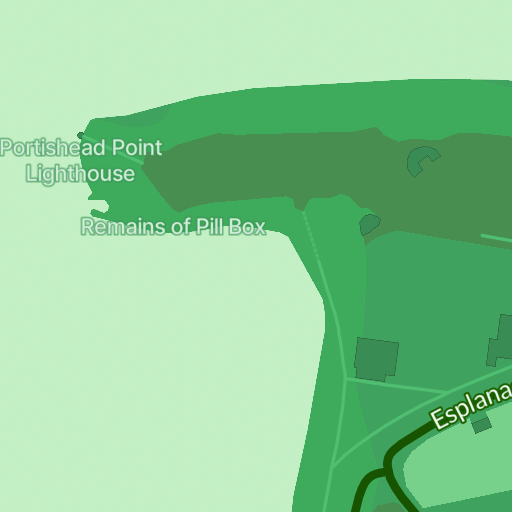 Portishead Point
Lighthouse
Remains of Pill Box
Esplana